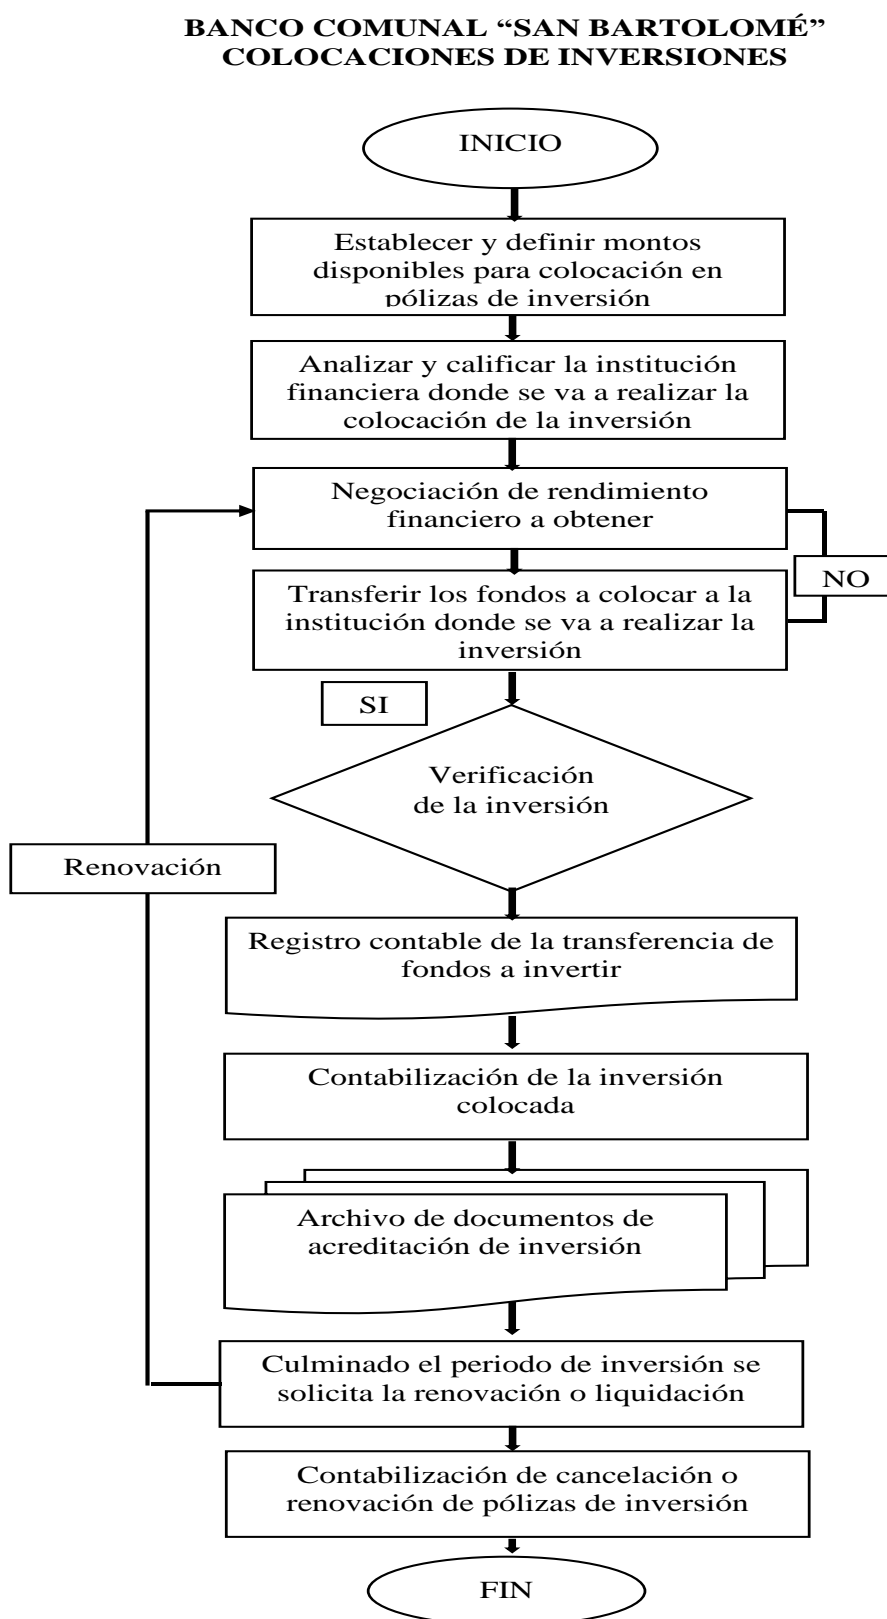 BANCO COMUNAL “SAN BARTOLOMÉ”
COLOCACIONES DE INVERSIONES
INICIO
Establecer y definir montos
disponibles para colocación en
pólizas de inversión
Analizar y calificar la institución
financiera donde se va a realizar la
colocación de la inversión
Negociación de rendimiento
financiero a obtener
NO
Transferir los fondos a colocar a la
institución donde se va a realizar la
inversión
SI
Verificación
de la inversión
Renovación
Registro contable de la transferencia de
fondos a invertir
Contabilización de la inversión
colocada
Archivo de documentos de
acreditación de inversión
Culminado el periodo de inversión se
solicita la renovación o liquidación
Contabilización de cancelación o
renovación de pólizas de inversión
FIN